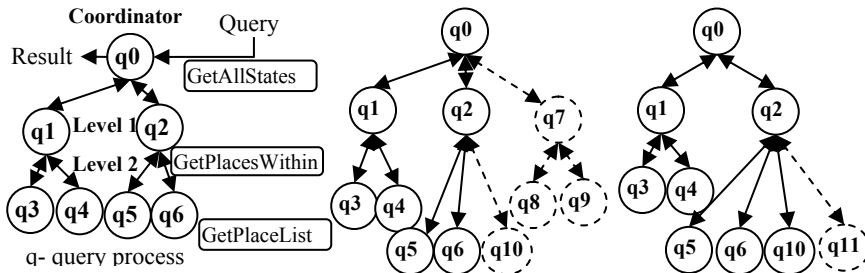 Coordinator
Query
Result
q0
GetAllStates
q1
Level 1
q2
Level 2
GetPlacesWithin
q3
q4
q5
q6
GetPlaceList
q- query process
q0
q1
q2
q7
q3
q4
q8
q9
q5
q6
q10
q0
q1
q2
q3
q4
q5
q6
q10
q11